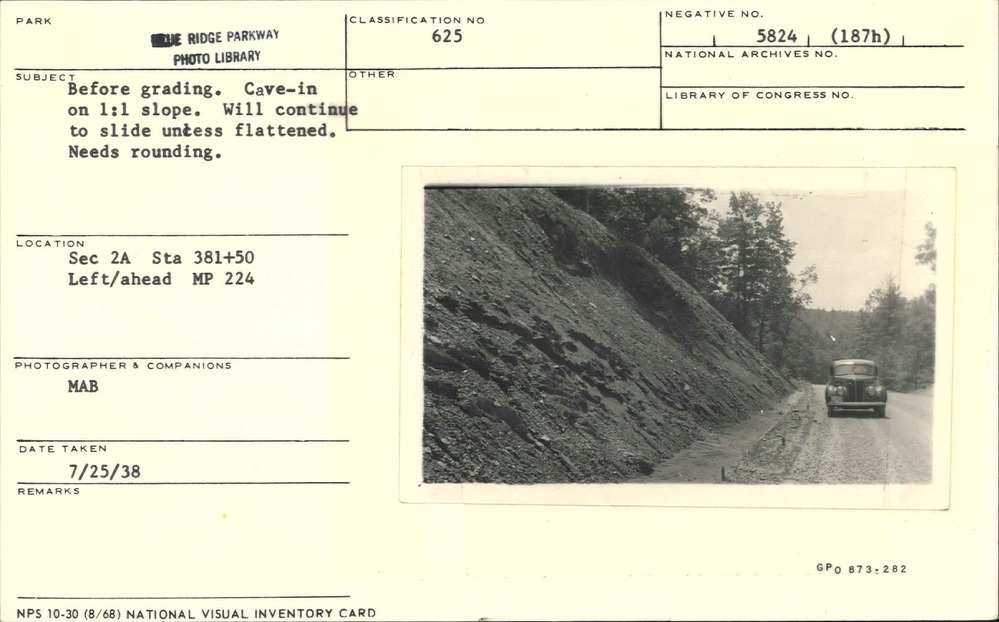 PARK
BLUE RIDGE PARKWAY
PHOTO LIBRARY
CLASSIFICATION NO
625
NEGATIVE NO.
5824 (187h)
NATIONAL ARCHIVES NO.
SUBJECT
Before grading. Cave-in
on 1:1 slope. Will continue
to slide unless flattened.
Needs rounding.
OTHER
LIBRARY OF CONGRESS NO.
LOCATION
Sec 2A Sta 381+50
Left/ahead MP 224
PHOTOGRAPHER & COMPANIONS
MAB
DATE TAKEN
7/25/38
REMARKS
GPO 873-282
NPS 10-30 (8/68) NATIONAL VISUAL INVENTORY CARD